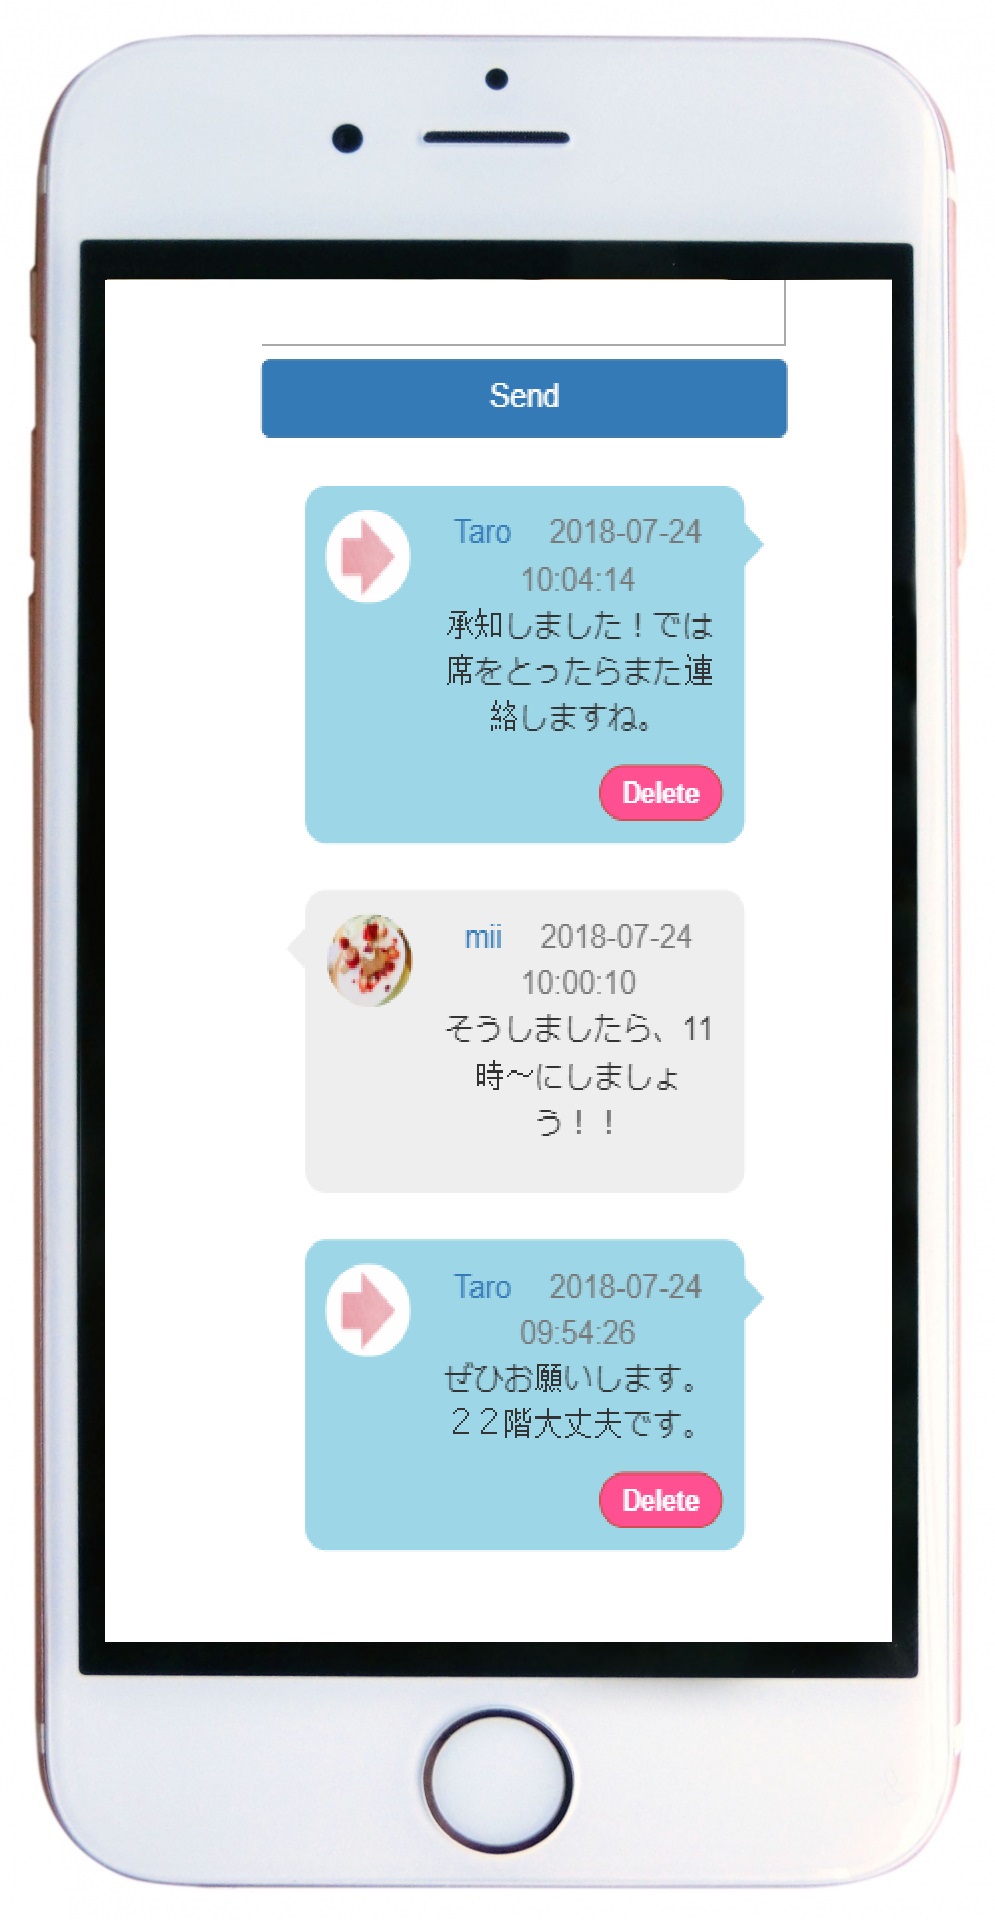 Send
Taro 2018-07-24
10:04:14
承知しました！では
席をとったらまた連
絡しますね。
Delete
mii 2018-07-24
10:00:10
そうしましたら、11
時～にしましょ
う！！
Taro 2018-07-24
09:54:26
ぜひお願いします。
２２階大丈夫です。
Delete